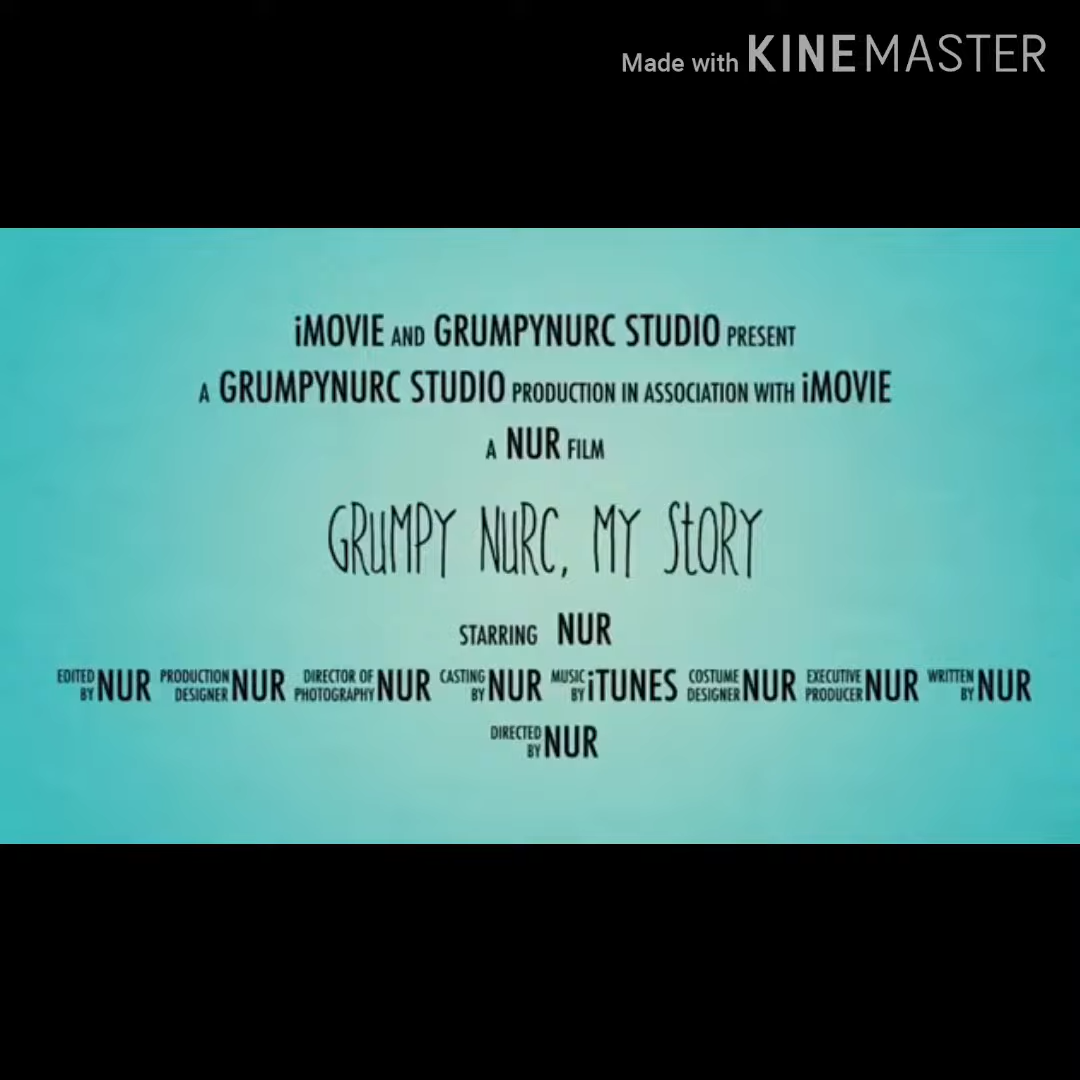 Made with KINEMASTER
iMOVIE AND GRUMPYNURC STUDIO PRESENT
A GRUMPYNURC STUDIO PRODUCTION IN ASSOCIATION WITH iMOVIE
A NUR FILM
GRuMPY NuRC, MY StORY
STARRING NUR
EDITED BY NUR PRODUCTION DESIGNER NUR DIRECTOR OF PHOTOGRAPHY NUR CASTING BY NUR MUSIC BY iTUNES COSTUME DESIGNER NUR EXECUTIVE PRODUCER NUR WRITTEN BY NUR
DIRECTED BY NUR